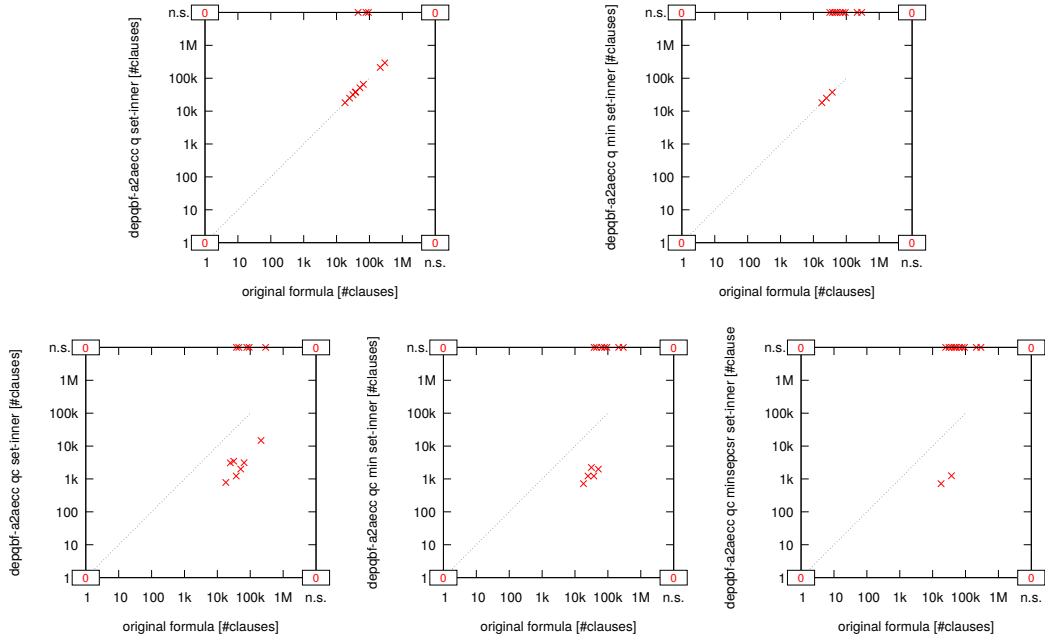 depqbf-a2aecc q set-inner [#clauses]
n.s. 0 0
1M
100k
10k
1k
100
10
1 0 0
1 10 100 1k 10k 100k 1M n.s.
original formula [#clauses]
depqbf-a2aecc q min set-inner [#clauses]
n.s. 0 0
1M
100k
10k
1k
100
10
1 0 0
1 10 100 1k 10k 100k 1M n.s.
original formula [#clauses]
depqbf-a2aecc qc set-inner [#clauses]
n.s. 0 0
1M
100k
10k
1k
100
10
1 0 0
1 10 100 1k 10k 100k 1M n.s.
original formula [#clauses]
depqbf-a2aecc qc min set-inner [#clauses]
n.s. 0 0
1M
100k
10k
1k
100
10
1 0 0
1 10 100 1k 10k 100k 1M n.s.
original formula [#clauses]
depqbf-a2aecc qc minsepcsr set-inner [#clause
n.s. 0 0
1M
100k
10k
1k
100
10
1 0 0
1 10 100 1k 10k 100k 1M n.s.
original formula [#clauses]